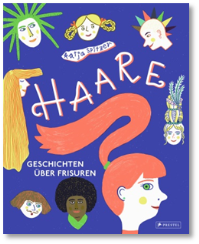 Katja Spitzer
HAARE
GESCHICHTEN
ÜBER FRISUREN
PRESTEL